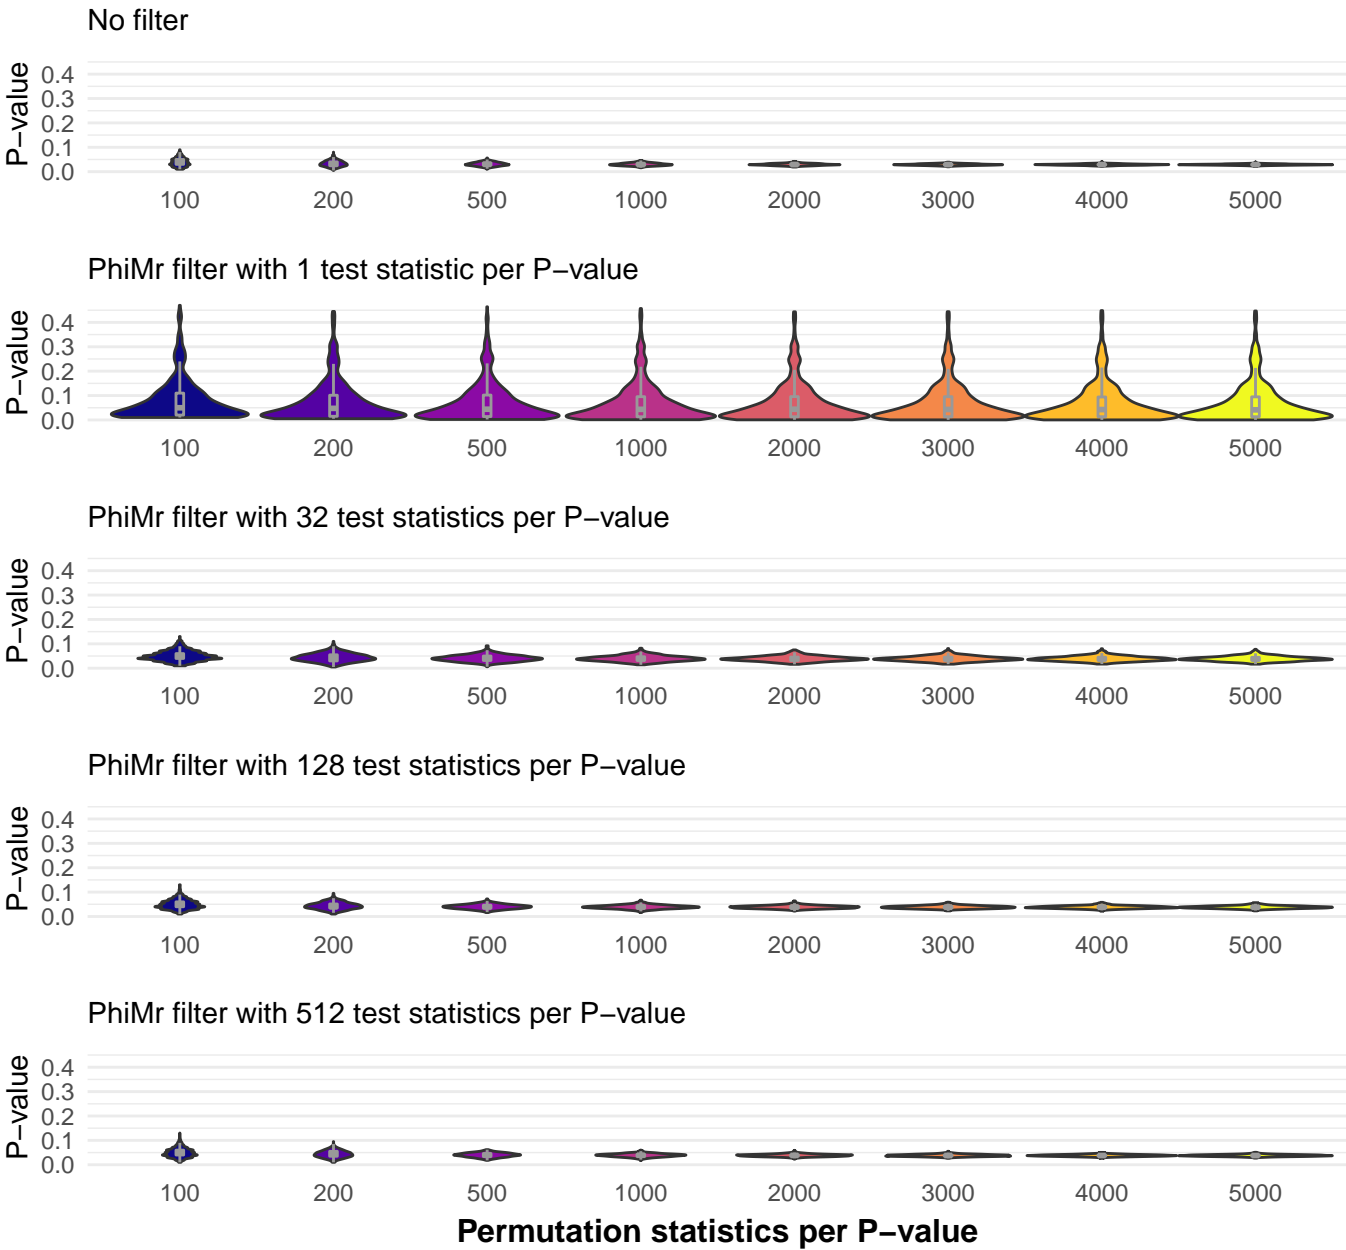 No filter
P−value
0.4
0.3
0.2
0.1
0.0
100 200 500 1000 2000 3000 4000 5000
PhiMr filter with 1 test statistic per P−value
P−value
0.4
0.3
0.2
0.1
0.0
100 200 500 1000 2000 3000 4000 5000
PhiMr filter with 32 test statistics per P−value
P−value
0.4
0.3
0.2
0.1
0.0
100 200 500 1000 2000 3000 4000 5000
PhiMr filter with 128 test statistics per P−value
P−value
0.4
0.3
0.2
0.1
0.0
100 200 500 1000 2000 3000 4000 5000
PhiMr filter with 512 test statistics per P−value
P−value
0.4
0.3
0.2
0.1
0.0
100 200 500 1000 2000 3000 4000 5000
Permutation statistics per P−value